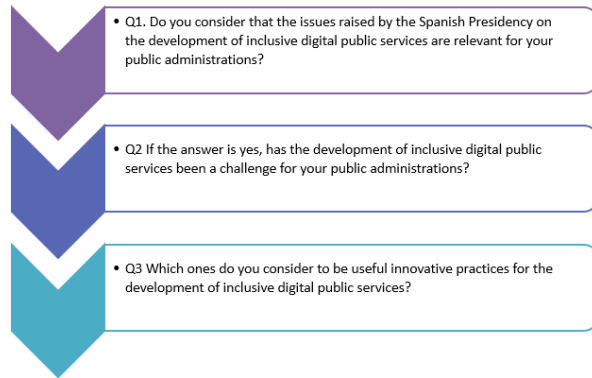 • Q1. Do you consider that the issues raised by the Spanish Presidency on
the development of inclusive digital public services are relevant for your
public administrations?
• Q2 If the answer is yes, has the development of inclusive digital public
services been a challenge for your public administrations?
• Q3 Which ones do you consider to be useful innovative practices for the
development of inclusive digital public services?